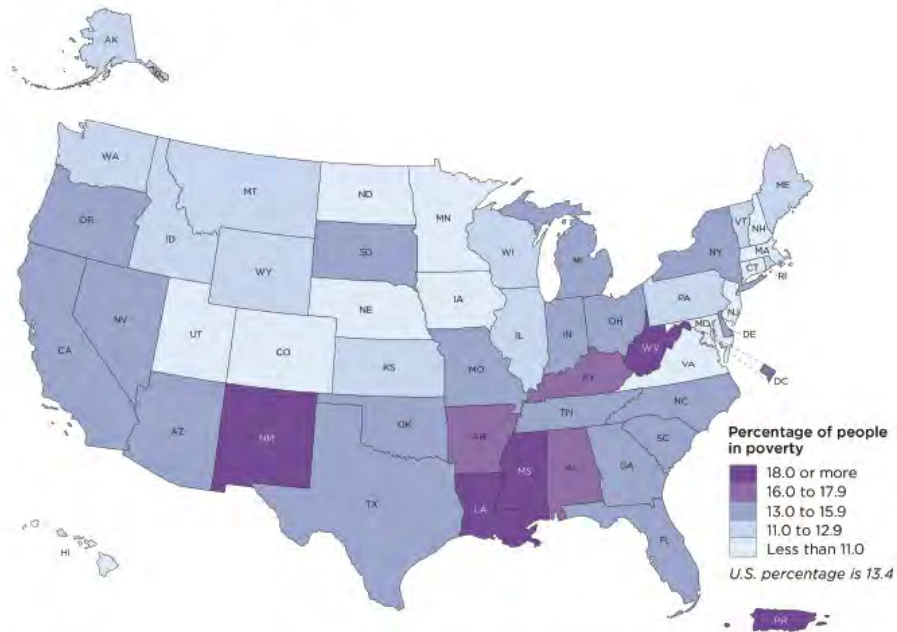 AK
WA
MT
ND
MN
ME
OR
ID
WY
SD
WI
MI
VT
NH
NY
MA
CT
RI
NV
UT
CO
NE
IA
IL
IN
OH
PA
NJ
MD
DE
CA
KS
MO
WV
VA
DC
KY
AZ
NM
OK
AR
TN
NC
SC
MS
AL
GA
TX
LA
FL
HI
PR
Percentage of people
in poverty
18.0 or more
16.0 to 17.9
13.0 to 15.9
11.0 to 12.9
Less than 11.0
U.S. percentage is 13.4